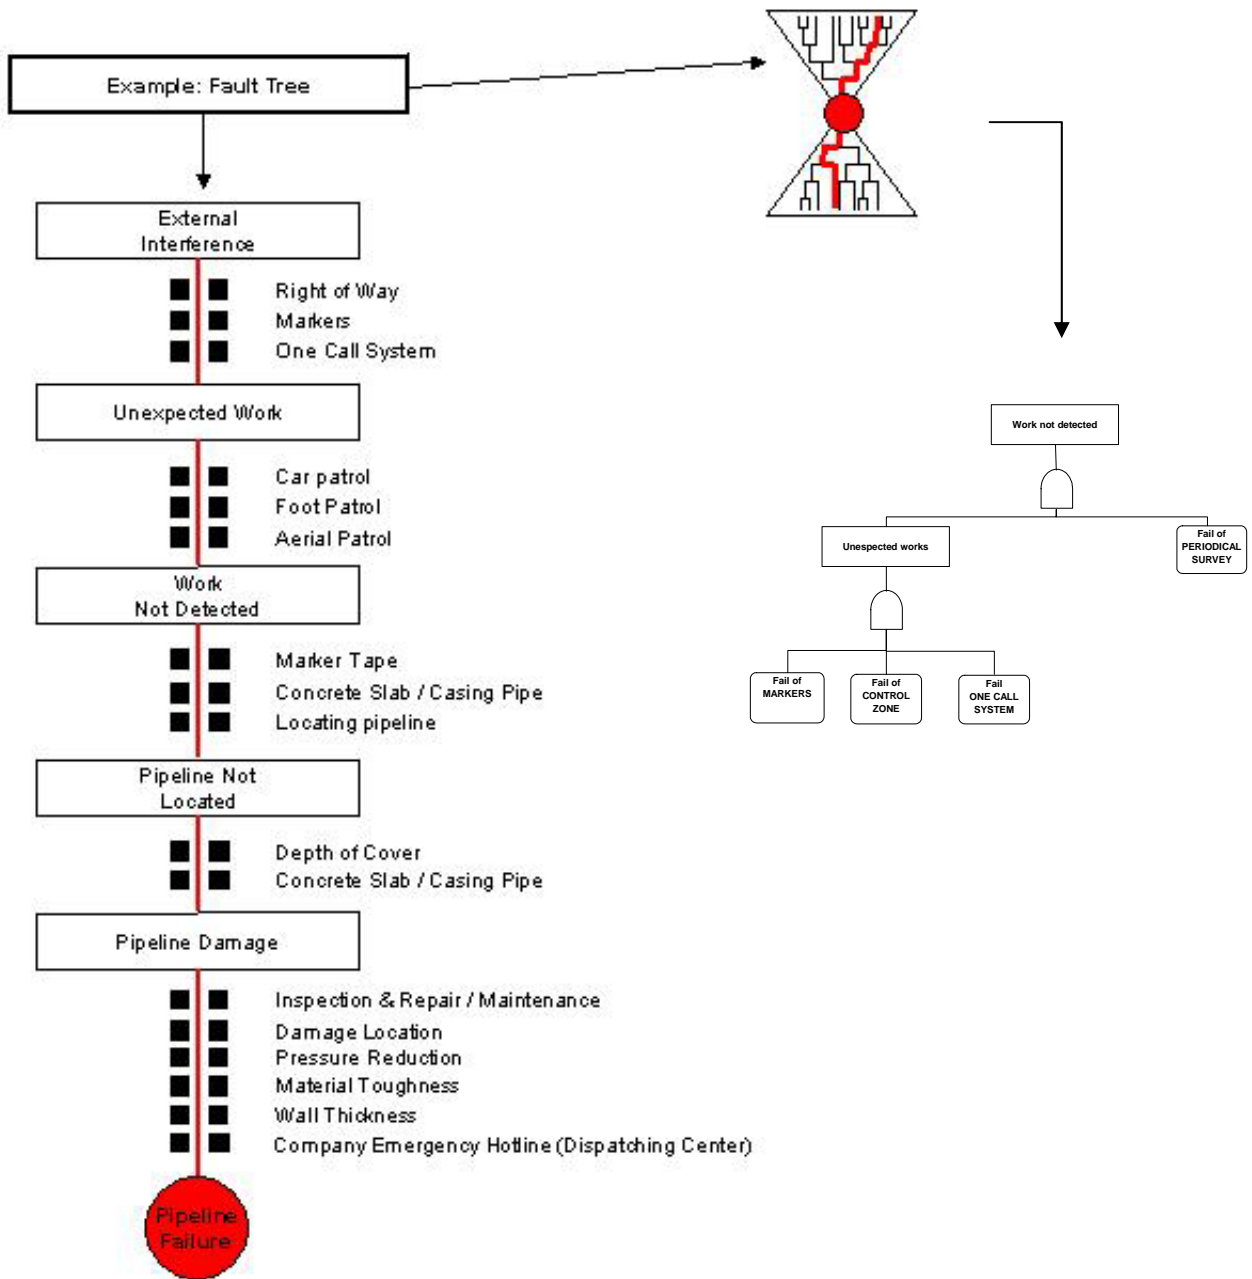 Example: Fault Tree
External
Interference
Right of Way
Markers
One Call System
Unexpected Work
Car patrol
Foot Patrol
Aerial Patrol
Work
Not Detected
Marker Tape
Concrete Slab / Casing Pipe
Locating pipeline
Pipeline Not
Located
Depth of Cover
Concrete Slab / Casing Pipe
Pipeline Damage
Inspection & Repair / Maintenance
Damage Location
Pressure Reduction
Material Toughness
Wall Thickness
Company Emergency Hotline (Dispatching Center)
Pipeline
Failure
Work not detected
Unespected works
Fail of
PERIODICAL
SURVEY
Fail of
MARKERS
Fail of
CONTROL
ZONE
Fail
ONE CALL
SYSTEM